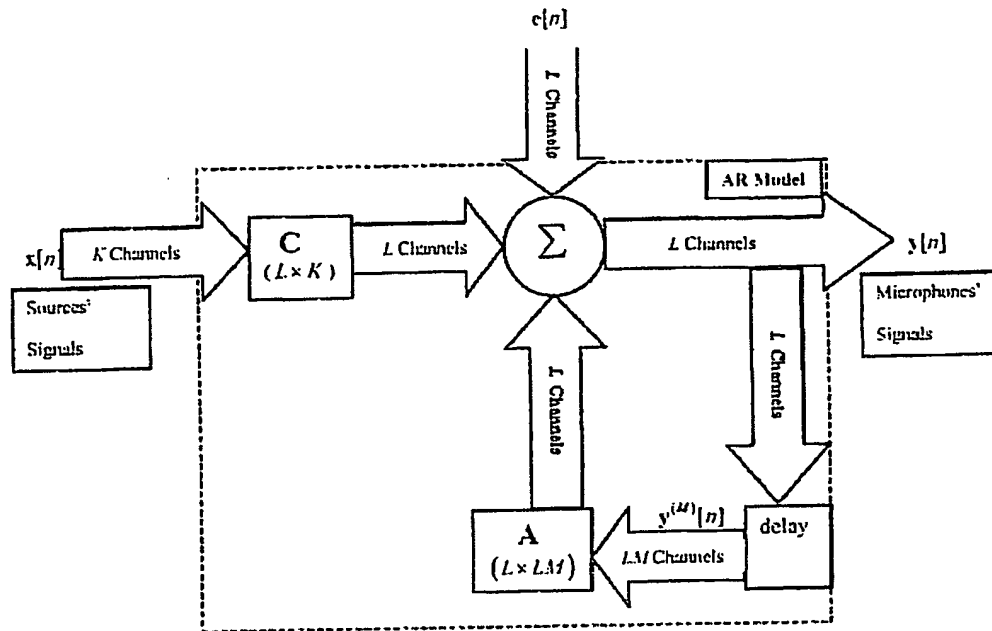 e[n]
L Channels
AR Model
x[n]
K Channels
C
(L × K)
L Channels
Σ
L Channels
y[n]
Sources'
Signals
Microphones'
Signals
L Channels
L Channels
A
(L × LM)
y^(M)[n]
LM Channels
delay